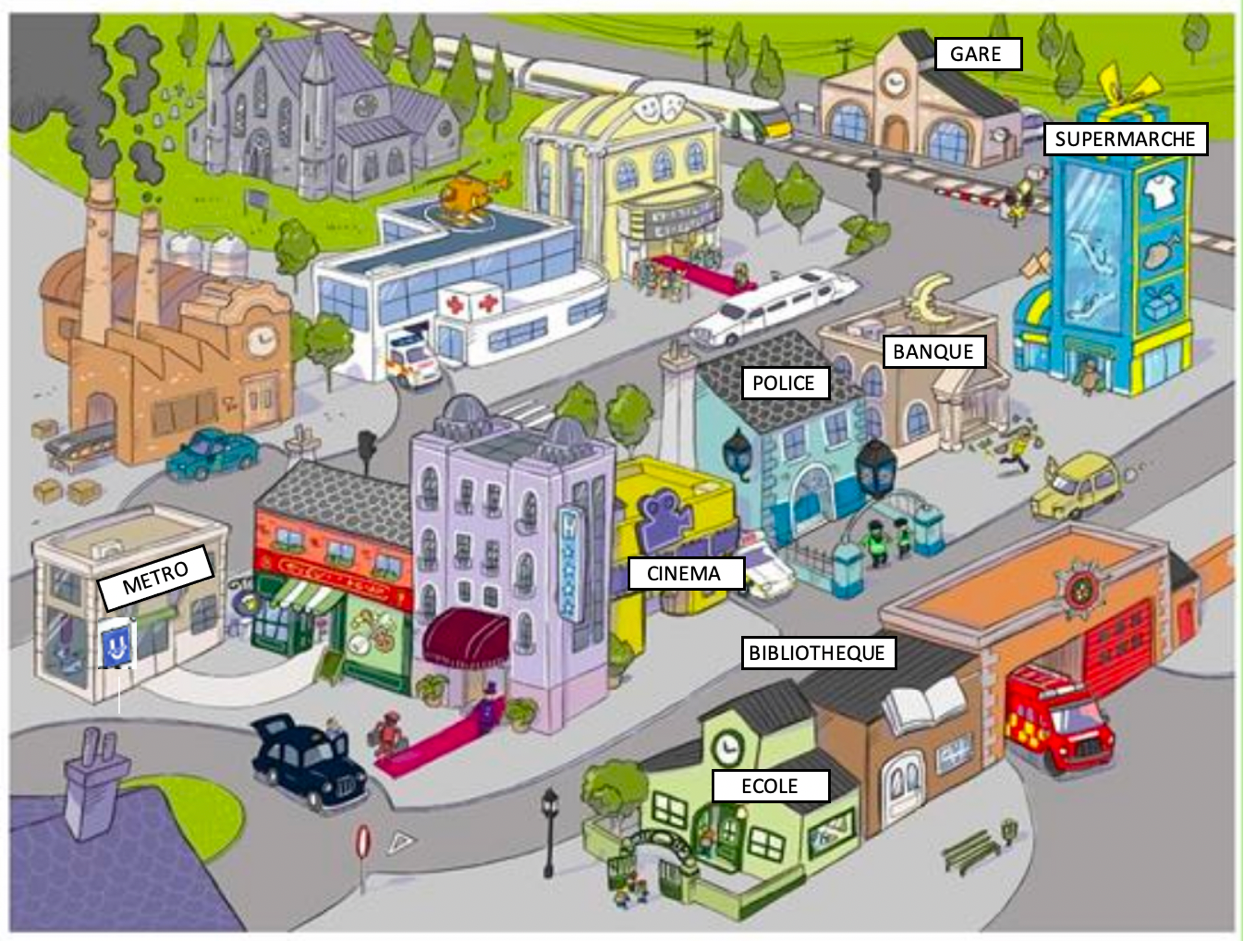 GARE
SUPERMARCHE
BANQUE
POLICE
METRO
CINEMA
BIBLIOTHEQUE
ECOLE
H